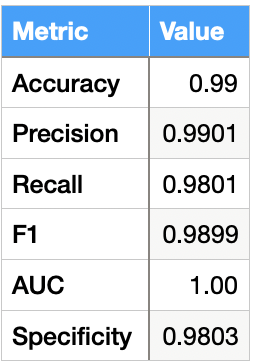 Metric Value
Accuracy 0.99
Precision 0.9901
Recall 0.9801
F1 0.9899
AUC 1.00
Specificity 0.9803